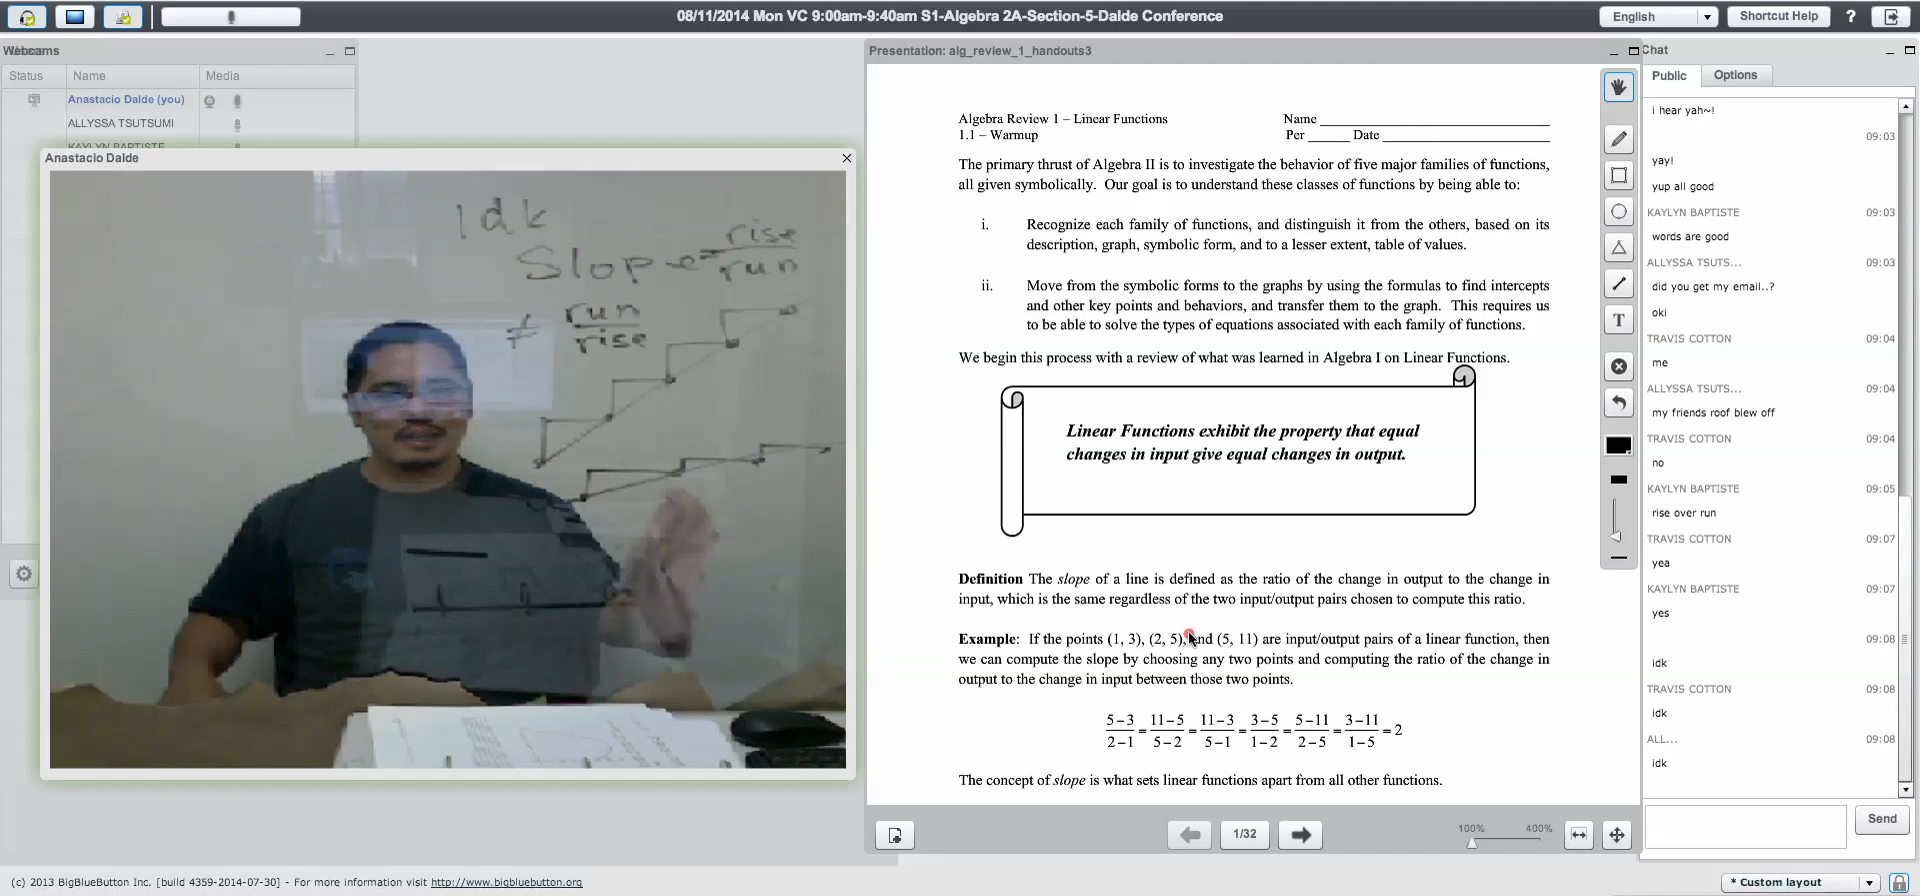 08/11/2014 Mon VC 9:00am-9:40am S1-Algebra 2A-Section-5-Dalde Conference
English
Shortcut Help
?
Webcams
Status Name Media
Anastacio Dalde (you)
ALLYSSA TSUTSUMI
KAYLYN BAPTISTE
Anastacio Dalde
idk
Slope = rise
run
≠ run
rise
Presentation: alg_review_1_handouts3
Algebra Review 1 – Linear Functions Name
1.1 – Warmup Per Date
The primary thrust of Algebra II is to investigate the behavior of five major families of functions,
all given symbolically. Our goal is to understand these classes of functions by being able to:
i. Recognize each family of functions, and distinguish it from the others, based on its
description, graph, symbolic form, and to a lesser extent, table of values.
ii. Move from the symbolic forms to the graphs by using the formulas to find intercepts
and other key points and behaviors, and transfer them to the graph. This requires us
to be able to solve the types of equations associated with each family of functions.
We begin this process with a review of what was learned in Algebra I on Linear Functions.
Linear Functions exhibit the property that equal
changes in input give equal changes in output.
Definition The slope of a line is defined as the ratio of the change in output to the change in
input, which is the same regardless of the two input/output pairs chosen to compute this ratio.
Example: If the points (1, 3), (2, 5), and (5, 11) are input/output pairs of a linear function, then
we can compute the slope by choosing any two points and computing the ratio of the change in
output to the change in input between those two points.
5−3 11−5 11−3 3−5 5−11 3−11
= = = = = = 2
2−1 5−2 5−1 1−2 2−5 1−5
The concept of slope is what sets linear functions apart from all other functions.
T
1/32
100% 400%
Chat
Public Options
i hear yah~!
09:03
yay!
yup all good
KAYLYN BAPTISTE 09:03
words are good
ALLYSSA TSUTS... 09:03
did you get my email..?
oki
TRAVIS COTTON 09:04
me
ALLYSSA TSUTS... 09:04
my friends roof blew off
TRAVIS COTTON 09:04
no
KAYLYN BAPTISTE 09:05
rise over run
TRAVIS COTTON 09:07
yea
KAYLYN BAPTISTE 09:07
yes
09:08
idk
TRAVIS COTTON 09:08
idk
ALL... 09:08
idk
Send
(c) 2013 BigBlueButton Inc. [build 4359-2014-07-30] - For more information visit http://www.bigbluebutton.org
* Custom layout